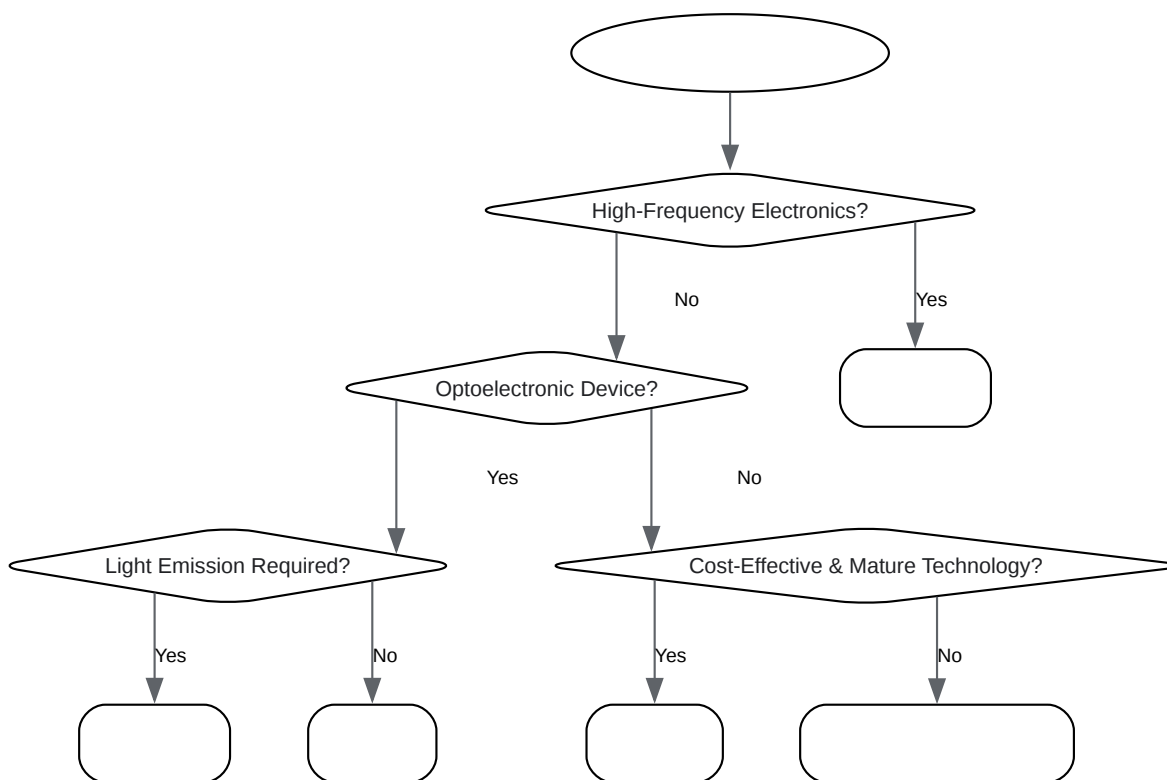 High-Frequency Electronics?
No
Yes
Optoelectronic Device?
Yes
No
Light Emission Required?
Cost-Effective & Mature Technology?
Yes
No
Yes
No